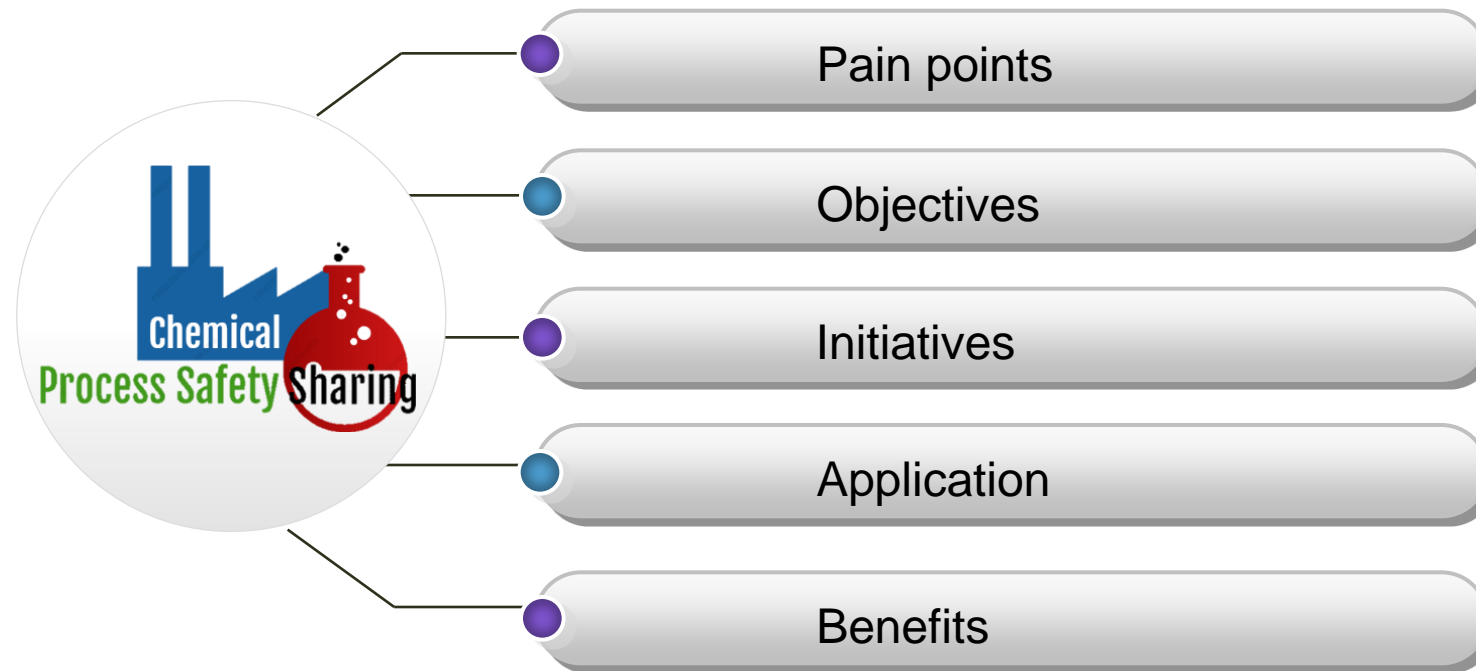 Pain points
Objectives
Chemical
Process Safety Sharing
Initiatives
Application
Benefits